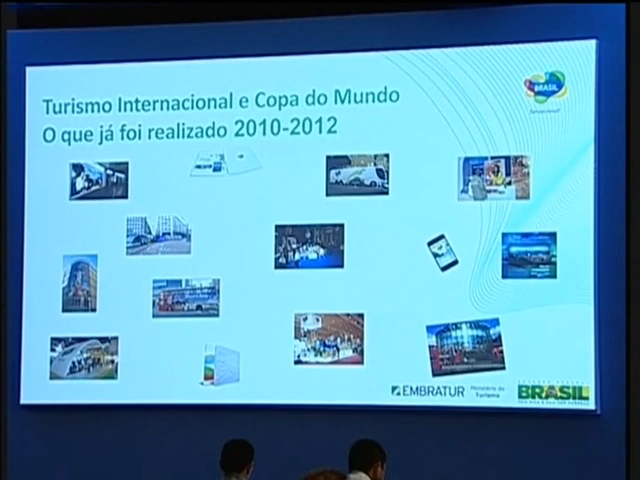 Turismo Internacional e Copa do Mundo
O que já foi realizado 2010-2012
BRASIL
EMBRATUR
Ministério do
Turismo
BRASIL